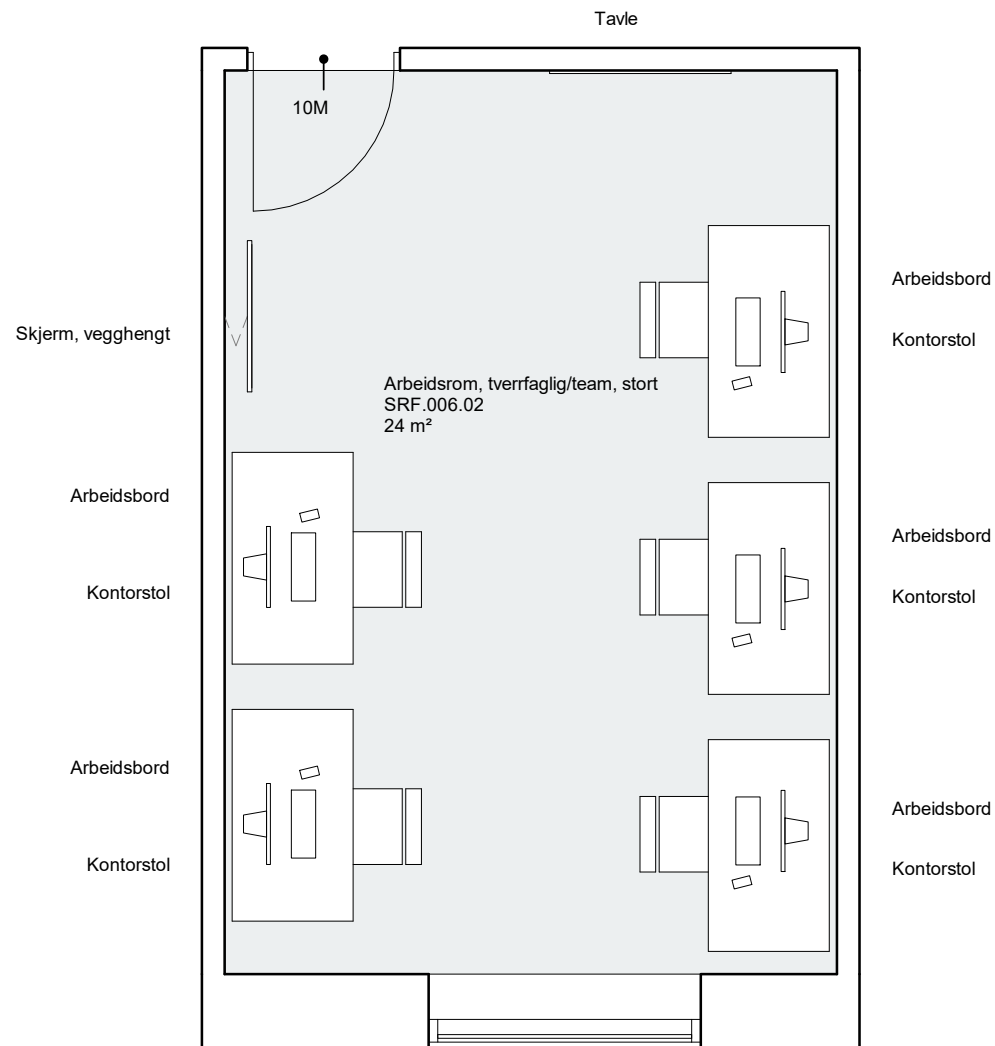 Tavle
10M
Arbeidsbord
Skjerm, vegghengt
Kontorstol
Arbeidsrom, tverrfaglig/team, stort
SRF.006.02
24 m²
Arbeidsbord
Arbeidsbord
Kontorstol
Kontorstol
Arbeidsbord
Arbeidsbord
Kontorstol
Kontorstol